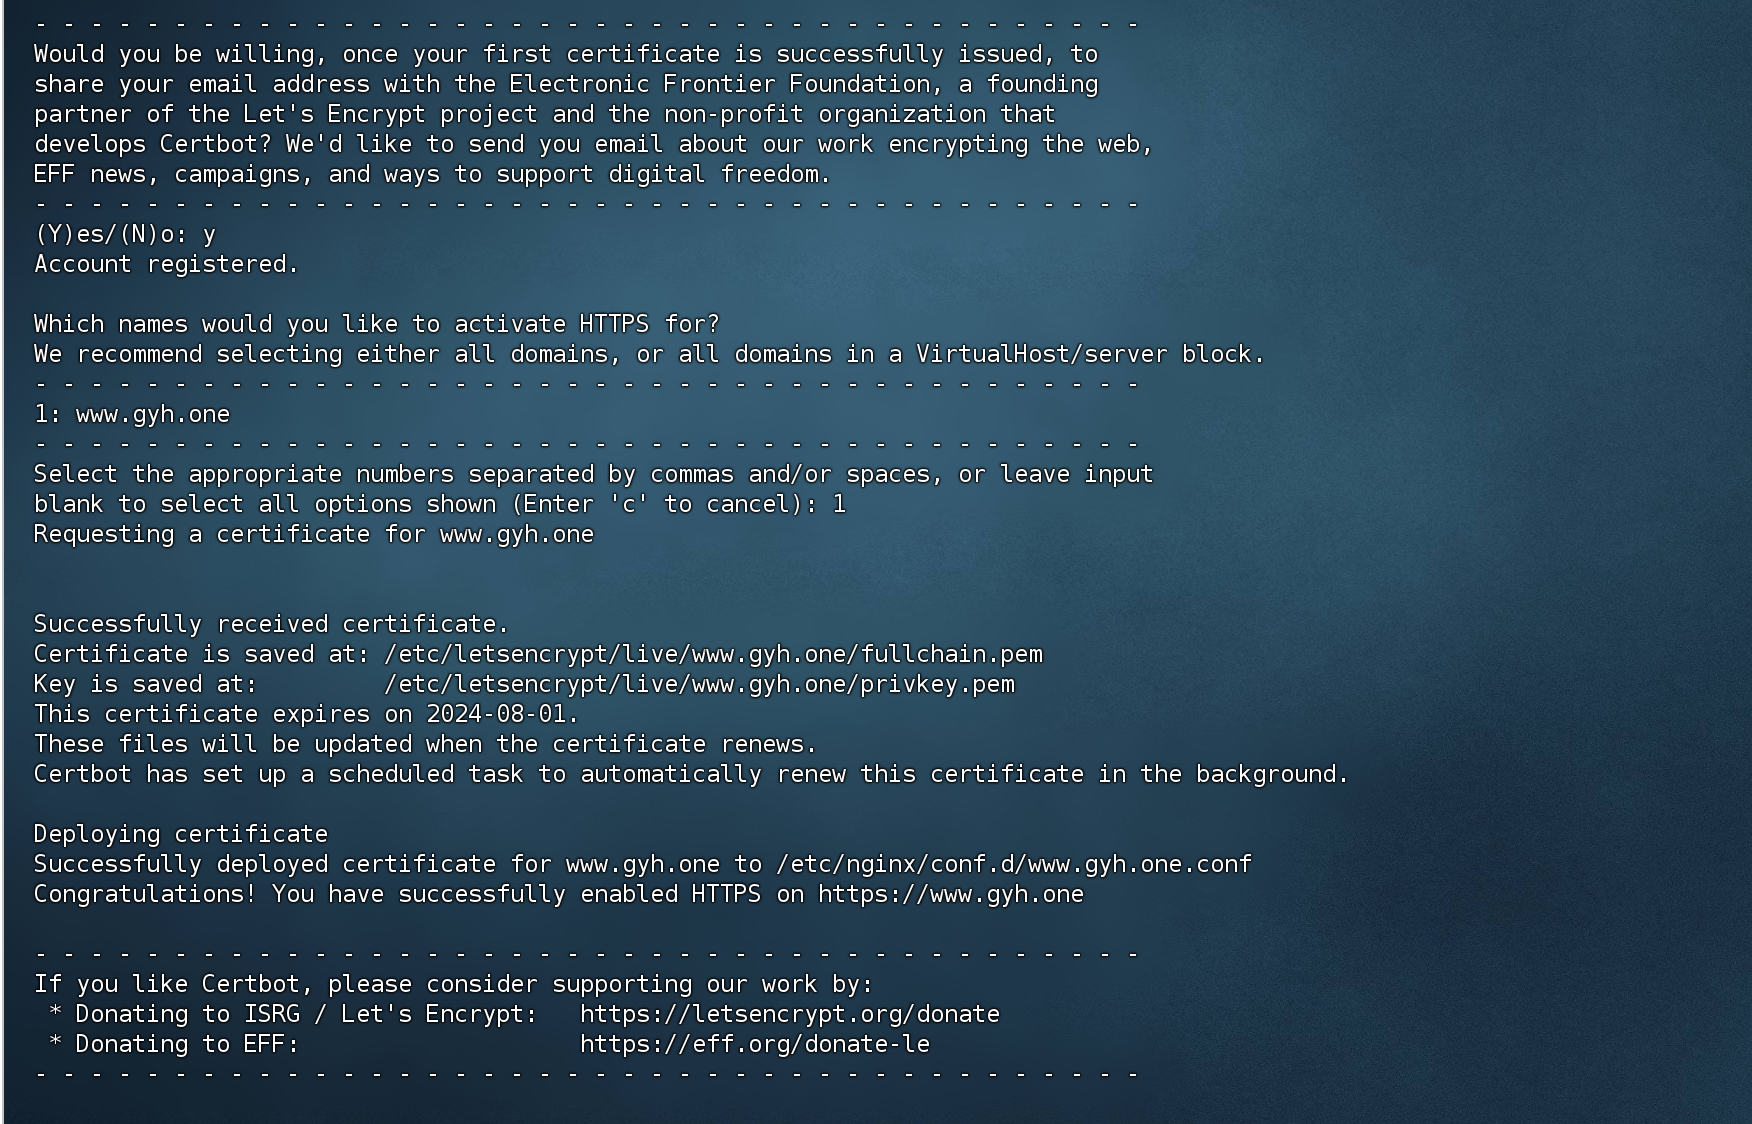 - - - - - - - - - - - - - - - - - - - - - - - - - - - - - - - - - - - - - - - -
Would you be willing, once your first certificate is successfully issued, to
share your email address with the Electronic Frontier Foundation, a founding
partner of the Let's Encrypt project and the non-profit organization that
develops Certbot? We'd like to send you email about our work encrypting the web,
EFF news, campaigns, and ways to support digital freedom.
- - - - - - - - - - - - - - - - - - - - - - - - - - - - - - - - - - - - - - - -
(Y)es/(N)o: y
Account registered.

Which names would you like to activate HTTPS for?
We recommend selecting either all domains, or all domains in a VirtualHost/server block.
- - - - - - - - - - - - - - - - - - - - - - - - - - - - - - - - - - - - - - - -
1: www.gyh.one
- - - - - - - - - - - - - - - - - - - - - - - - - - - - - - - - - - - - - - - -
Select the appropriate numbers separated by commas and/or spaces, or leave input
blank to select all options shown (Enter 'c' to cancel): 1
Requesting a certificate for www.gyh.one

Successfully received certificate.
Certificate is saved at: /etc/letsencrypt/live/www.gyh.one/fullchain.pem
Key is saved at:         /etc/letsencrypt/live/www.gyh.one/privkey.pem
This certificate expires on 2024-08-01.
These files will be updated when the certificate renews.
Certbot has set up a scheduled task to automatically renew this certificate in the background.

Deploying certificate
Successfully deployed certificate for www.gyh.one to /etc/nginx/conf.d/www.gyh.one.conf
Congratulations! You have successfully enabled HTTPS on https://www.gyh.one

- - - - - - - - - - - - - - - - - - - - - - - - - - - - - - - - - - - - - - - -
If you like Certbot, please consider supporting our work by:
 * Donating to ISRG / Let's Encrypt:   https://letsencrypt.org/donate
 * Donating to EFF:                    https://eff.org/donate-le
- - - - - - - - - - - - - - - - - - - - - - - - - - - - - - - - - - - - - - - -